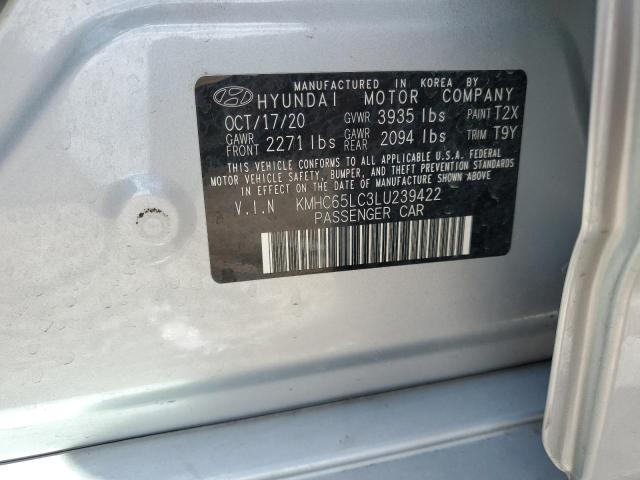 MANUFACTURED IN KOREA BY
HYUNDAI MOTOR COMPANY
OCT/17/20 GVWR 3935 lbs PAINT T2X
GAWR FRONT 2271 lbs GAWR REAR 2094 lbs TRIM T9Y
THIS VEHICLE CONFORMS TO ALL APPLICABLE U.S.A. FEDERAL
MOTOR VEHICLE SAFETY, BUMPER, AND THEFT PREVENTION STANDARDS
IN EFFECT ON THE DATE OF MANUFACTURE SHOWN ABOVE.
V.I.N KMHC65LC3LU239422
PASSENGER CAR